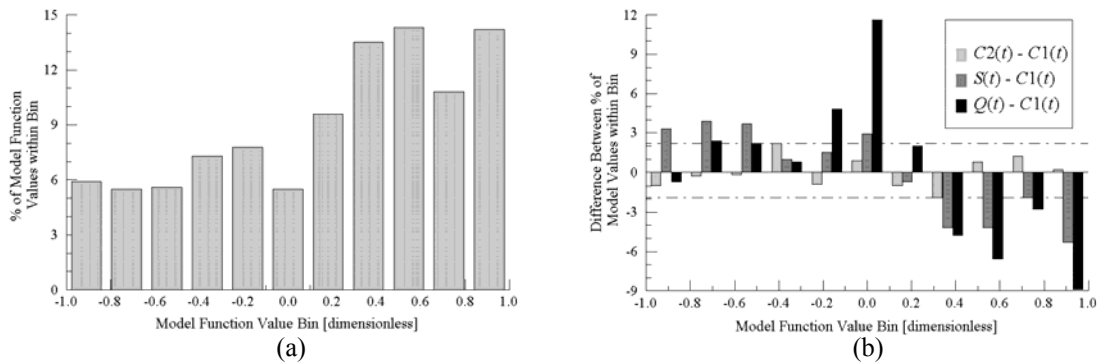 15
12
9
6
3
0
% of Model Function
Values within Bin
-1.0 -0.8 -0.6 -0.4 -0.2 0.0 0.2 0.4 0.6 0.8 1.0
Model Function Value Bin [dimensionless]
(a)
12
9
6
3
0
-3
-6
-9
Difference Between % of
Model Values within Bin
C2(t) - C1(t)
S(t) - C1(t)
Q(t) - C1(t)
-1.0 -0.8 -0.6 -0.4 -0.2 0.0 0.2 0.4 0.6 0.8 1.0
Model Function Value Bin [dimensionless]
(b)